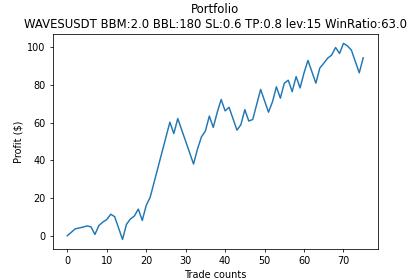 Portfolio
WAVESUSDT BBM:2.0 BBL:180 SL:0.6 TP:0.8 lev:15 WinRatio:63.0
100
80
60
40
20
0
Profit ($)
0 10 20 30 40 50 60 70
Trade counts